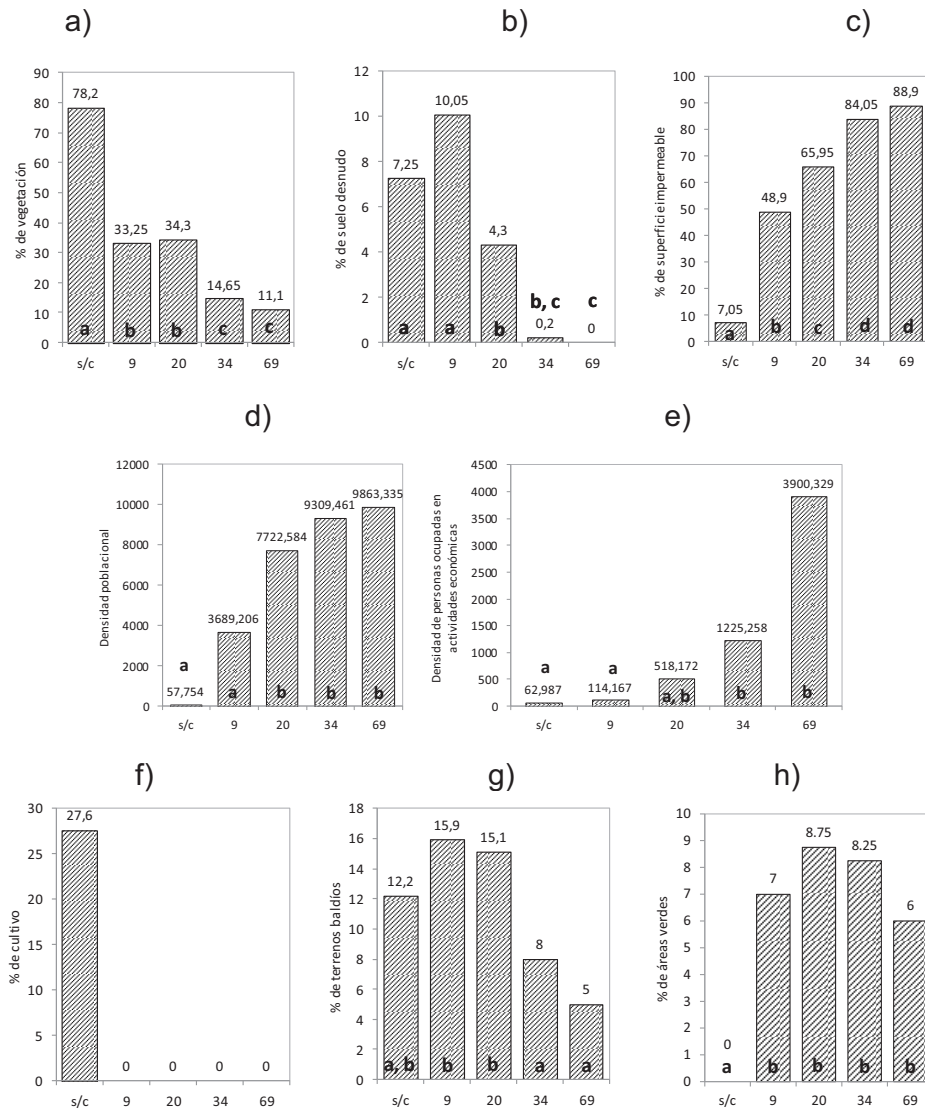 a)
% de vegetación
90
80
70
60
50
40
30
20
10
0
78,2
33,25
34,3
14,65
11,1
a
b
b
c
c
s/c 9 20 34 69
b)
% de suelo desnudo
12
10
8
6
4
2
0
7,25
10,05
4,3
0,2
0
a
a
b
b, c
c
s/c 9 20 34 69
c)
% de superficie impermeable
100
90
80
70
60
50
40
30
20
10
0
7,05
48,9
65,95
84,05
88,9
a
b
c
d
d
s/c 9 20 34 69
d)
Densidad poblacional
12000
10000
8000
6000
4000
2000
0
57,754
3689,206
7722,584
9309,461
9863,335
a
a
b
b
b
s/c 9 20 34 69
e)
Densidad de personas ocupadas en
actividades económicas
4500
4000
3500
3000
2500
2000
1500
1000
500
0
62,987
114,167
518,172
1225,258
3900,329
a
a
a, b
b
b
s/c 9 20 34 69
f)
% de cultivo
30
25
20
15
10
5
0
27,6
0
0
0
0
s/c 9 20 34 69
g)
% de terrenos baldíos
18
16
14
12
10
8
6
4
2
0
12,2
15,9
15,1
8
5
a, b
b
b
a
a
s/c 9 20 34 69
h)
% de áreas verdes
10
9
8
7
6
5
4
3
2
1
0
0
7
8.75
8.25
6
a
b
b
b
b
s/c 9 20 34 69